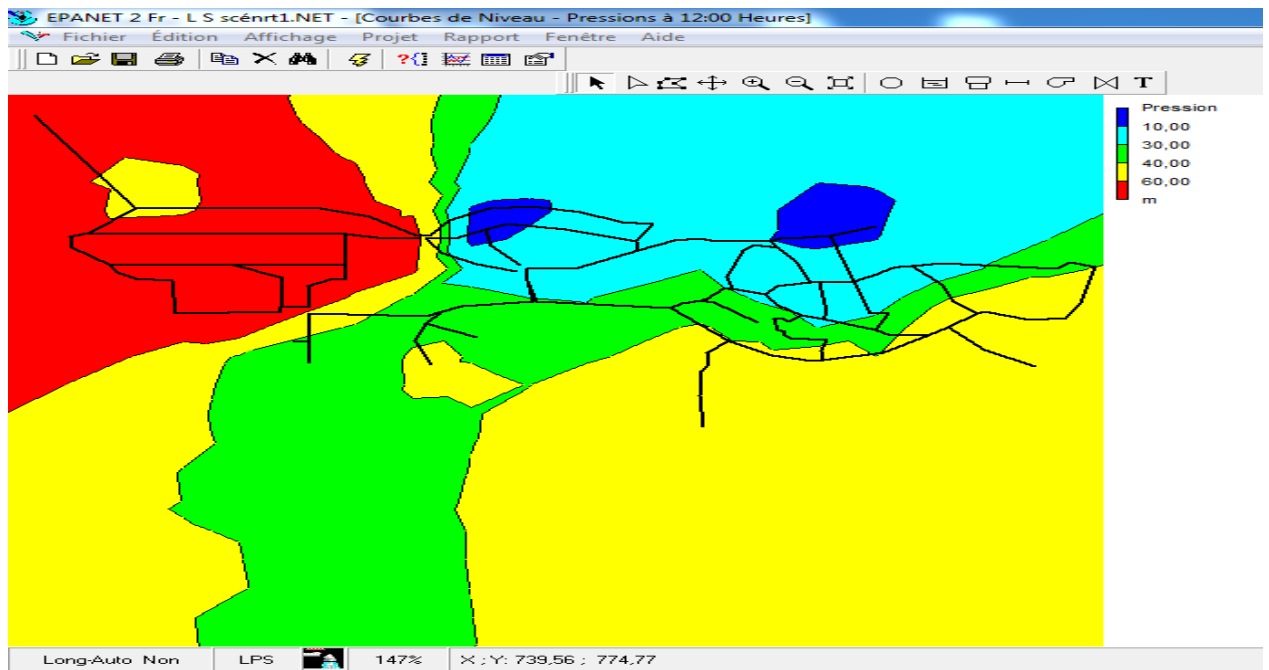 EPANET 2 Fr - L S scénrt1.NET - [Courbes de Niveau - Pressions à 12:00 Heures]
Fichier Édition Affichage Projet Rapport Fenêtre Aide
T
Pression
10,00
30,00
40,00
60,00
m
Long-Auto Non LPS 147% X ; Y: 739,56 ; 774,77